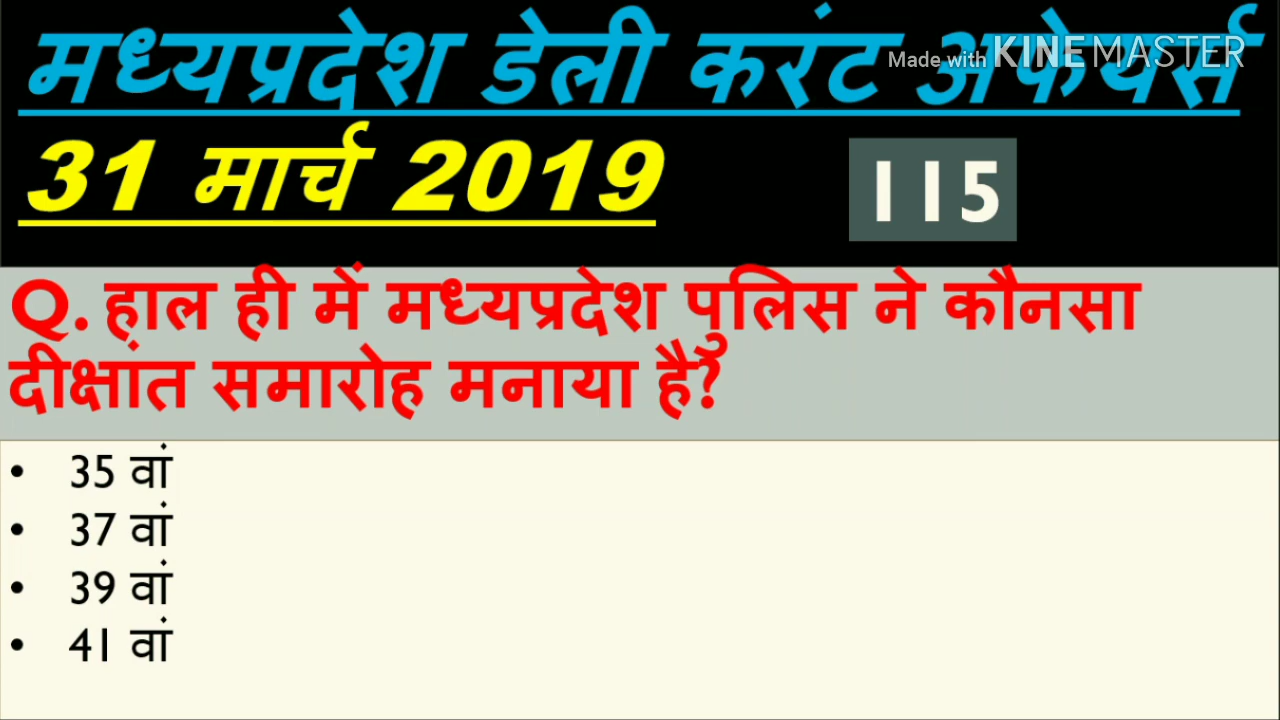 मध्यप्रदेश डेली करंट अफेयर्स
Made with KINEMASTER
31 मार्च 2019
115
Q. हाल ही में मध्यप्रदेश पुलिस ने कौनसा
दीक्षांत समारोह मनाया है?
• 35 वां
• 37 वां
• 39 वां
• 41 वां